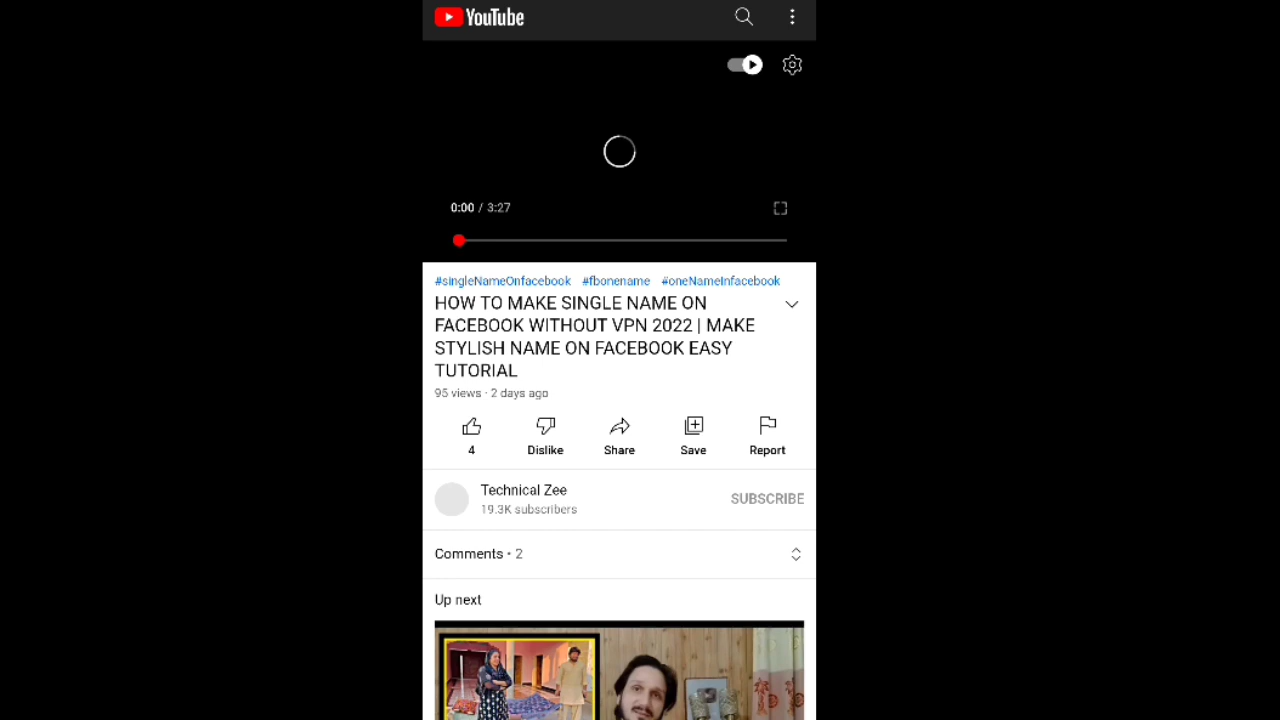 YouTube
0:00 / 3:27
#singleNameOnfacebook #fbonename #oneNameInfacebook
HOW TO MAKE SINGLE NAME ON
FACEBOOK WITHOUT VPN 2022 | MAKE
STYLISH NAME ON FACEBOOK EASY
TUTORIAL
95 views · 2 days ago
4 Dislike Share Save Report
Technical Zee
19.3K subscribers
SUBSCRIBE
Comments • 2
Up next